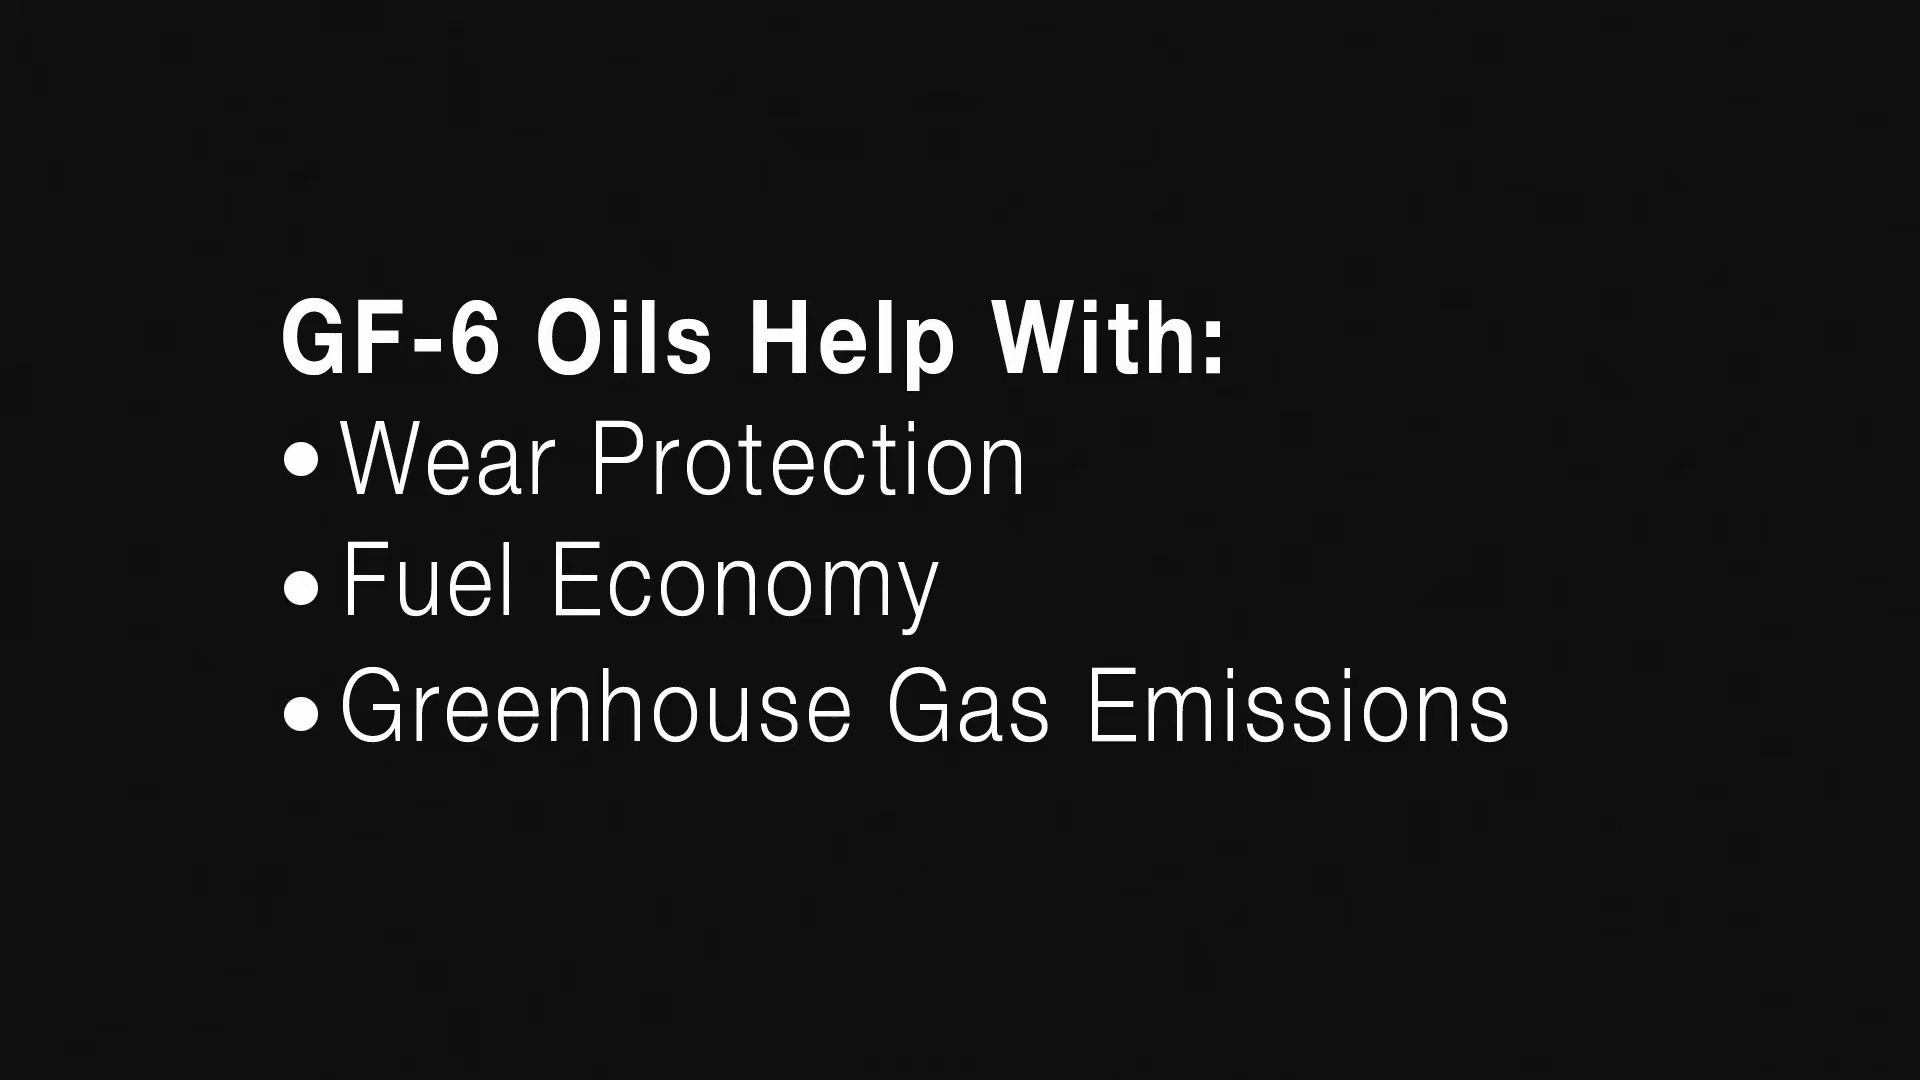 GF-6 Oils Help With:
• Wear Protection
• Fuel Economy
• Greenhouse Gas Emissions